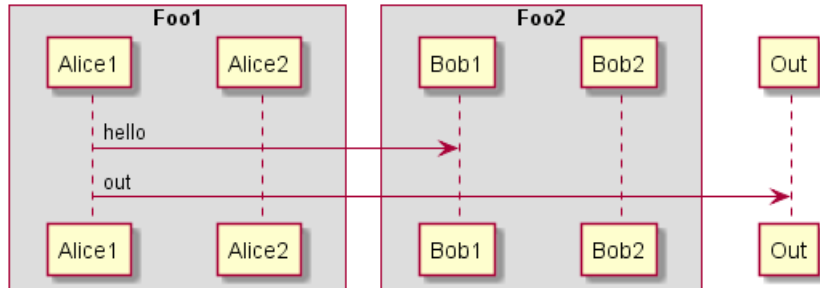 Foo1 Foo2
Alice1 Alice2 Bob1 Bob2 Out
hello
out
Alice1 Alice2 Bob1 Bob2 Out